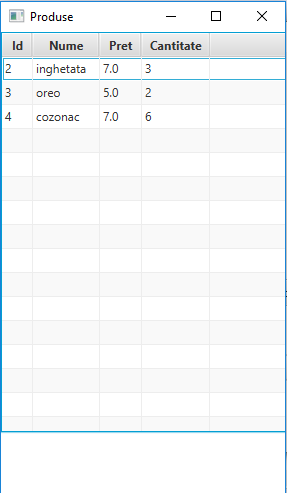 Produse
Id Nume Pret Cantitate
2 inghetata 7.0 3
3 oreo 5.0 2
4 cozonac 7.0 6